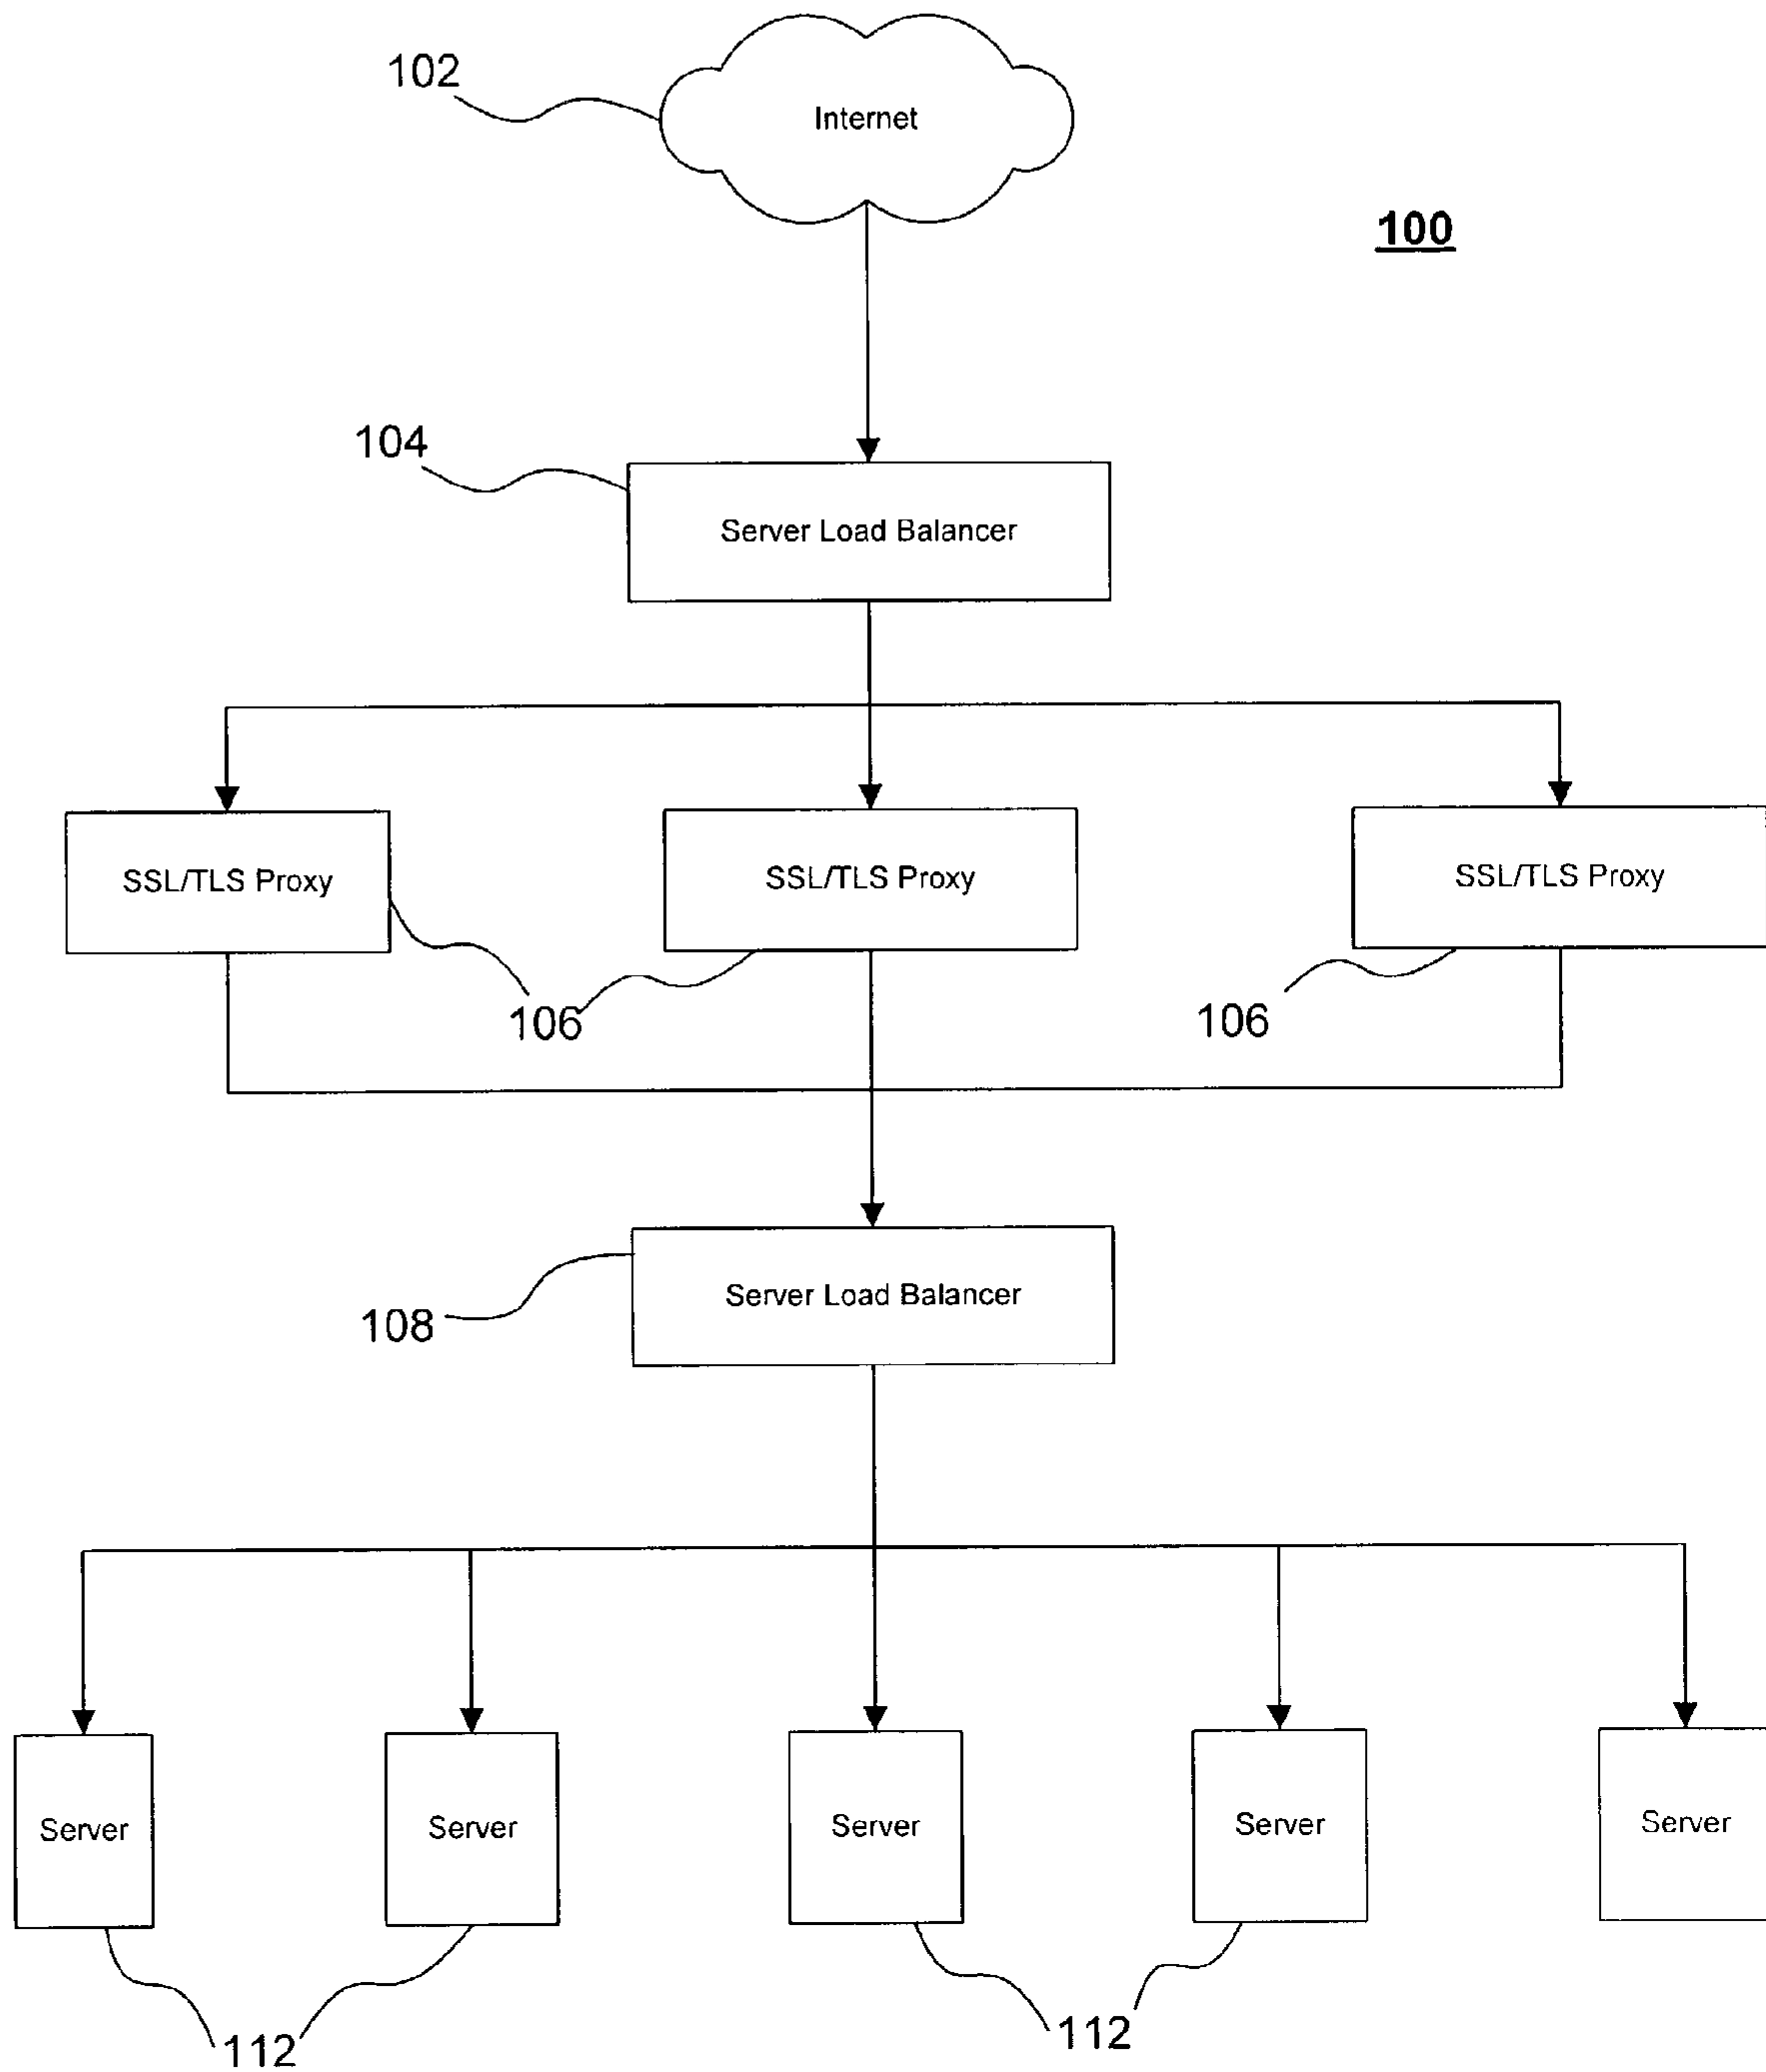 102
Internet
100
104
Server Load Balancer
SSL/TLS Proxy
SSL/TLS Proxy
SSL/TLS Proxy
106
106
Server Load Balancer
108
Server
Server
Server
Server
Server
112
112